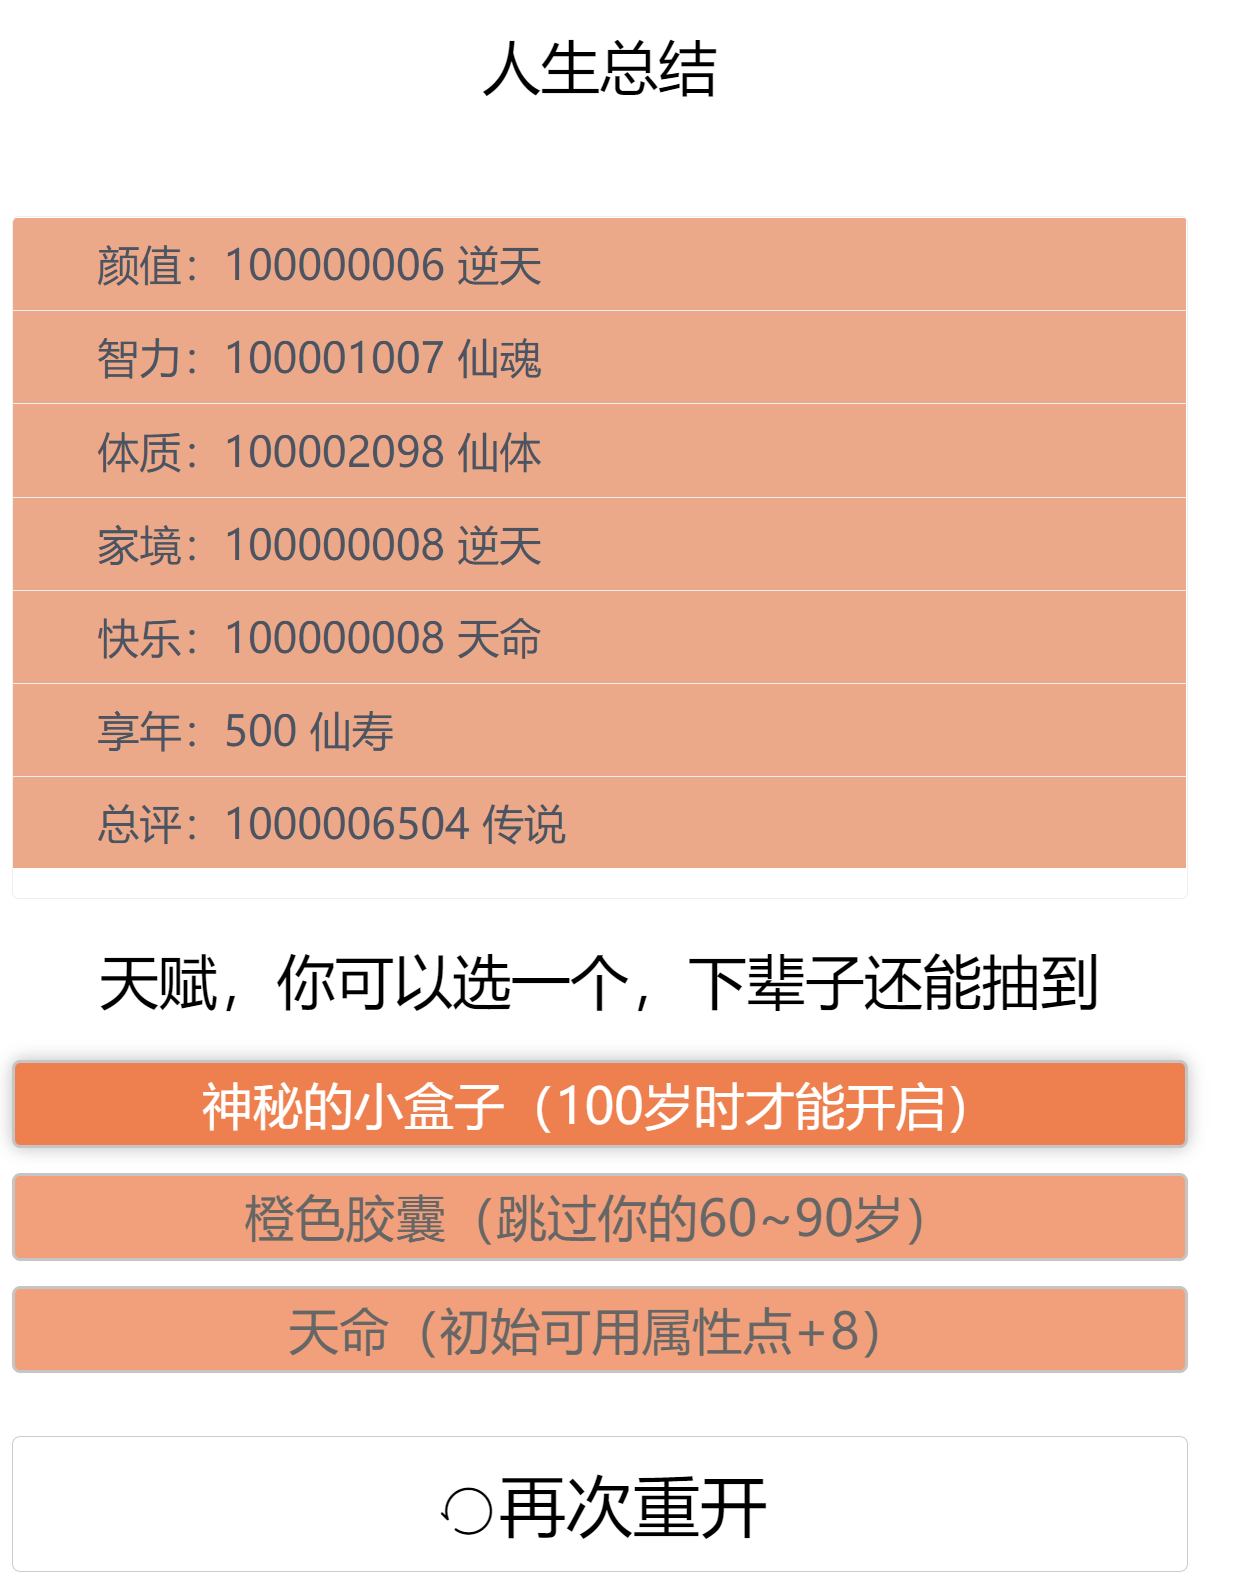 人生总结
颜值：100000006 逆天
智力：100001007 仙魂
体质：100002098 仙体
家境：100000008 逆天
快乐：100000008 天命
享年：500 仙寿
总评：1000006504 传说
天赋，你可以选一个，下辈子还能抽到
神秘的小盒子（100岁时才能开启）
橙色胶囊（跳过你的60~90岁）
天命（初始可用属性点+8）
再次重开